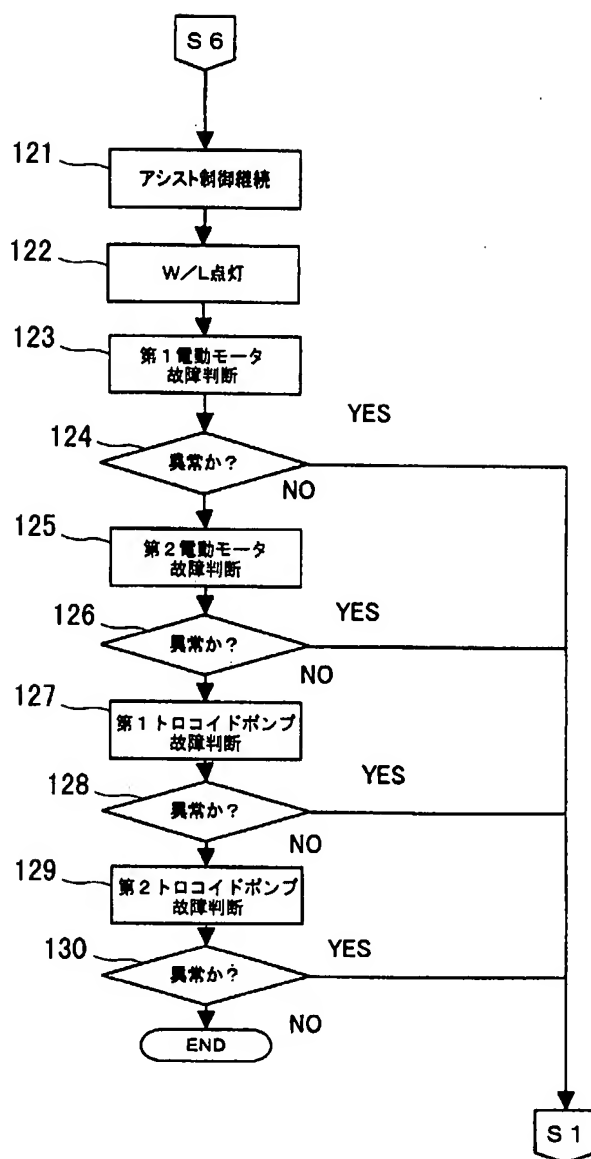 S6
121
アシスト制御継続
122
W/L点灯
123
第1電動モータ
故障判断
YES
124
異常か?
NO
125
第2電動モータ
故障判断
YES
126
異常か?
NO
127
第1トロコイドポンプ
故障判断
YES
128
異常か?
NO
129
第2トロコイドポンプ
故障判断
YES
130
異常か?
NO
END
S1